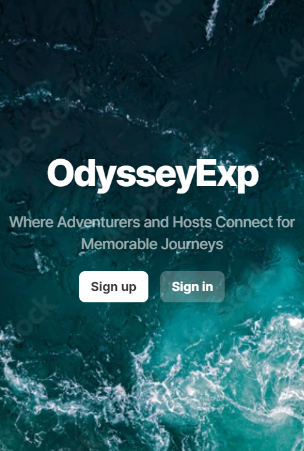 OdysseyExp
Where Adventurers and Hosts Connect for
Memorable Journeys
Sign up
Sign in